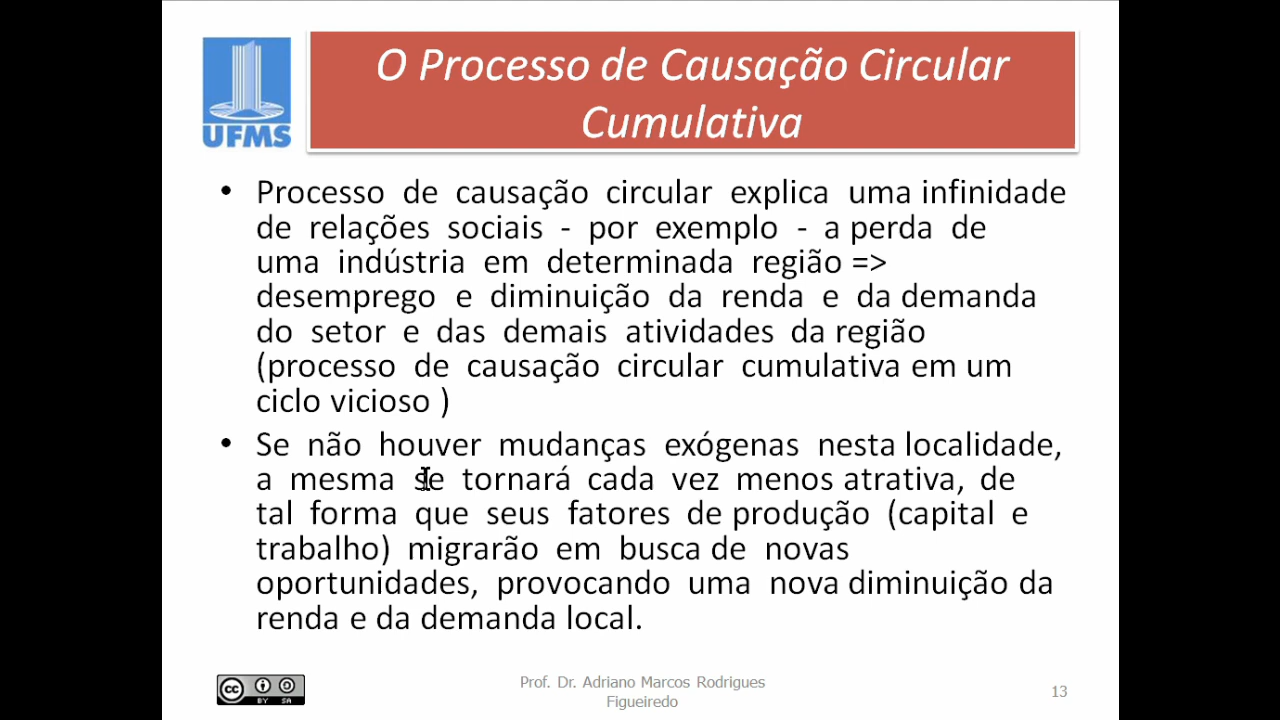 UFMS
O Processo de Causação Circular
Cumulativa
• Processo de causação circular explica uma infinidade
de relações sociais - por exemplo - a perda de
uma indústria em determinada região =>
desemprego e diminuição da renda e da demanda
do setor e das demais atividades da região
(processo de causação circular cumulativa em um
ciclo vicioso )
• Se não houver mudanças exógenas nesta localidade,
a mesma se tornará cada vez menos atrativa, de
tal forma que seus fatores de produção (capital e
trabalho) migrarão em busca de novas
oportunidades, provocando uma nova diminuição da
renda e da demanda local.
cc BY SA
Prof. Dr. Adriano Marcos Rodrigues
Figueiredo
13